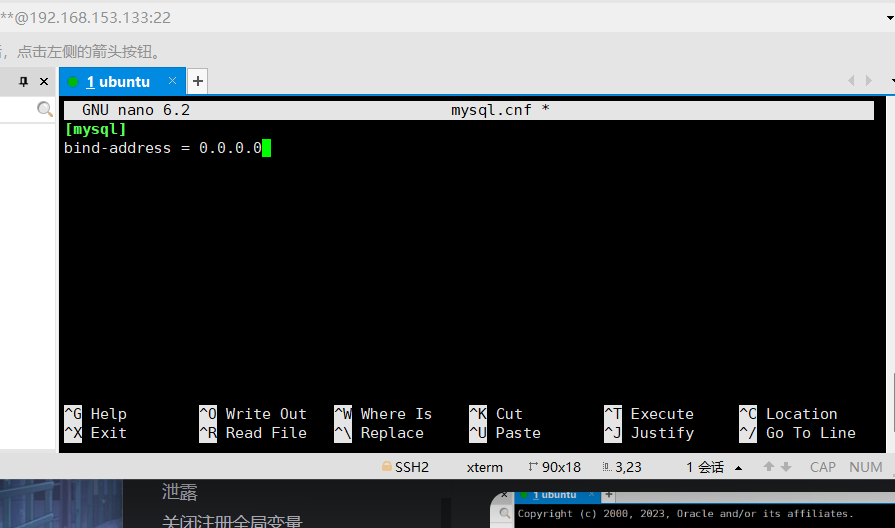 **@192.168.153.133:22
点击左侧的箭头按钮。
1 ubuntu × +
GNU nano 6.2 mysql.cnf *
[mysql]
bind-address = 0.0.0.0
^G Help ^O Write Out ^W Where Is ^K Cut ^T Execute ^C Location
^X Exit ^R Read File ^\ Replace ^U Paste ^J Justify ^/ Go To Line
SSH2 xterm 90x18 3,23 1 会话 CAP NUM
泄露
关闭注册全局变量
1 ubuntu × +
Copyright (c) 2000, 2023, Oracle and/or its affiliates.